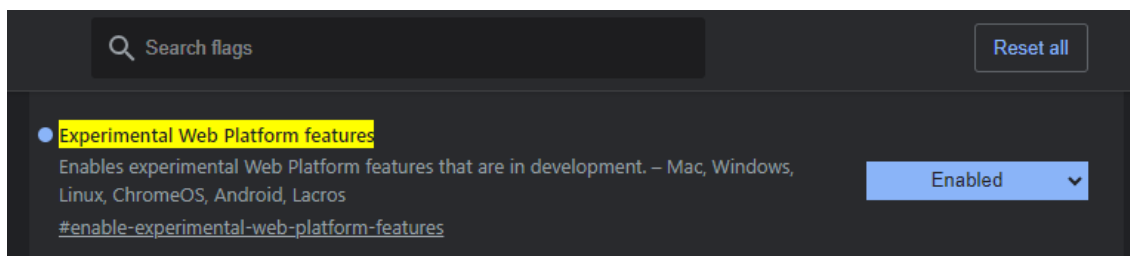 Search flags
Reset all
Experimental Web Platform features
Enables experimental Web Platform features that are in development. – Mac, Windows,
Linux, ChromeOS, Android, Lacros
Enabled
#enable-experimental-web-platform-features